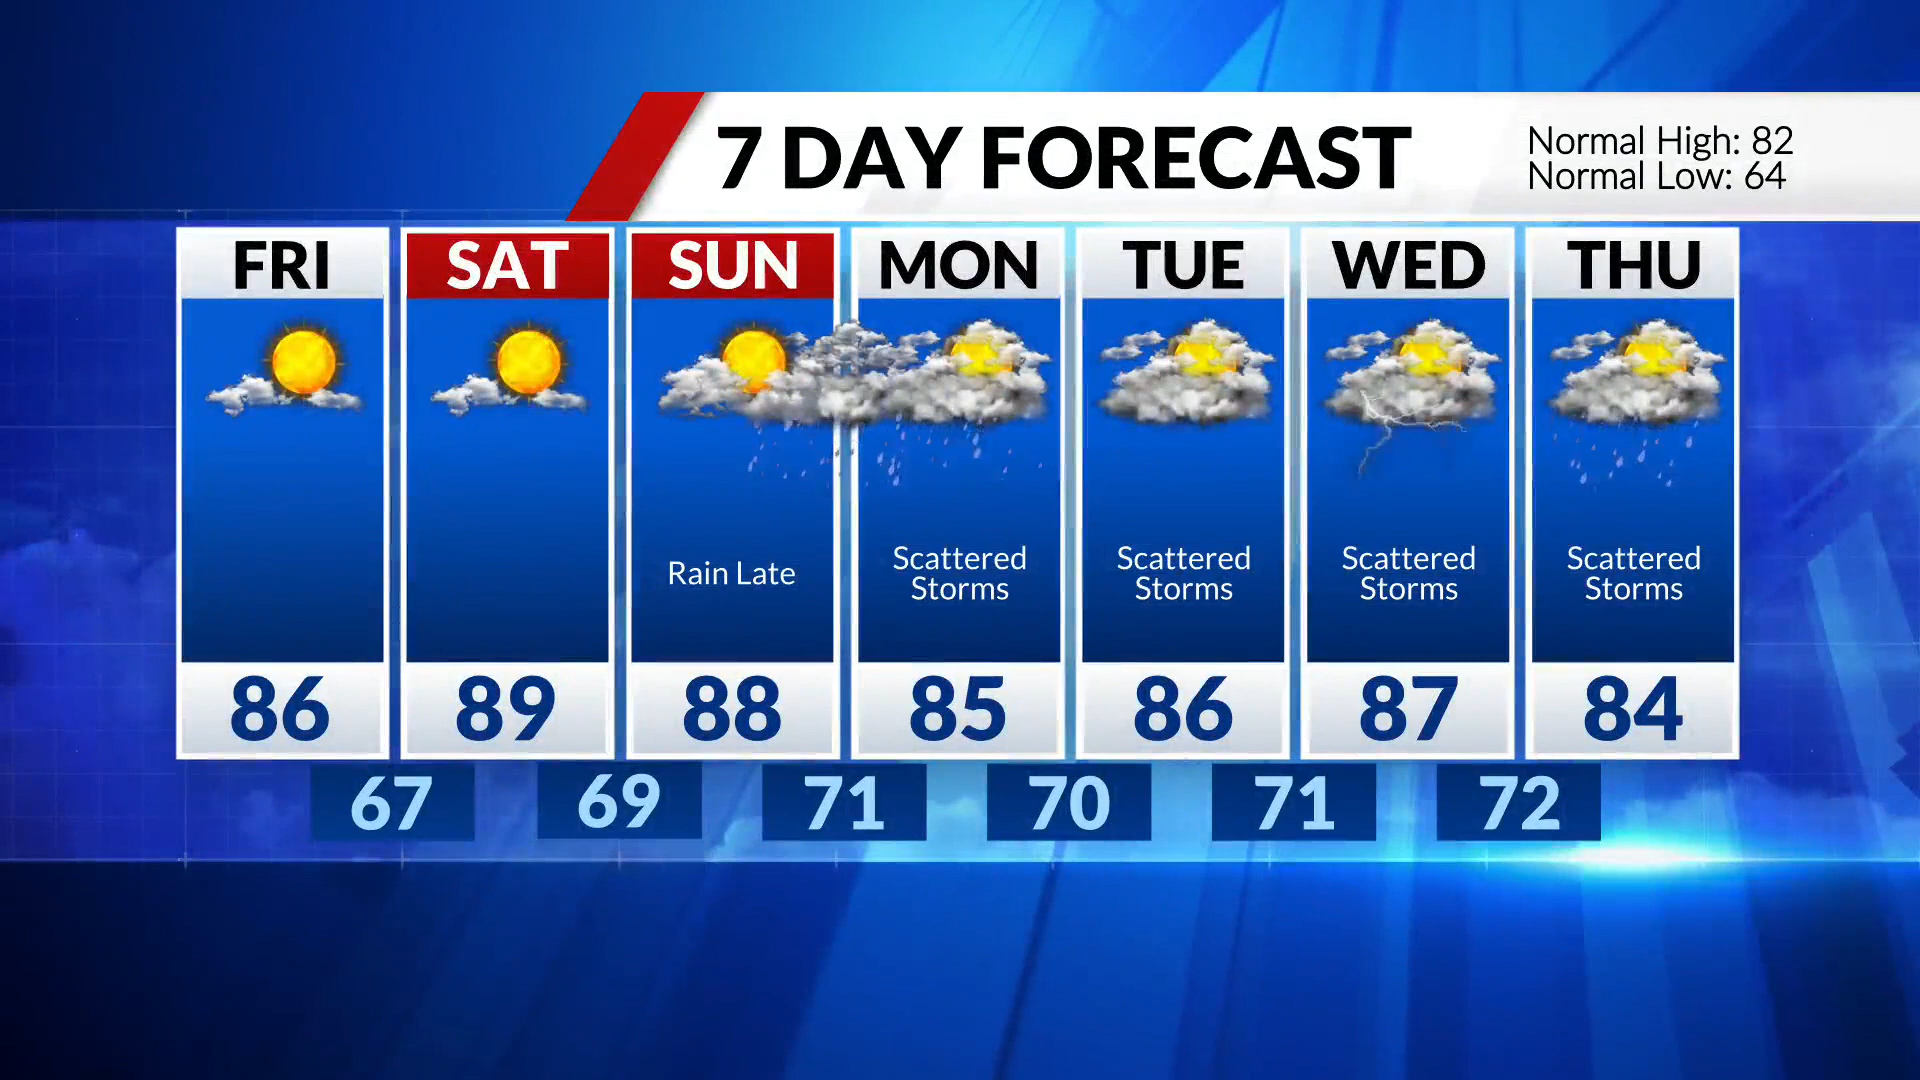 7 DAY FORECAST
Normal High: 82
Normal Low: 64
FRI
SAT
SUN
MON
TUE
WED
THU
Rain Late
Scattered
Storms
Scattered
Storms
Scattered
Storms
Scattered
Storms
86
89
88
85
86
87
84
67
69
71
70
71
72